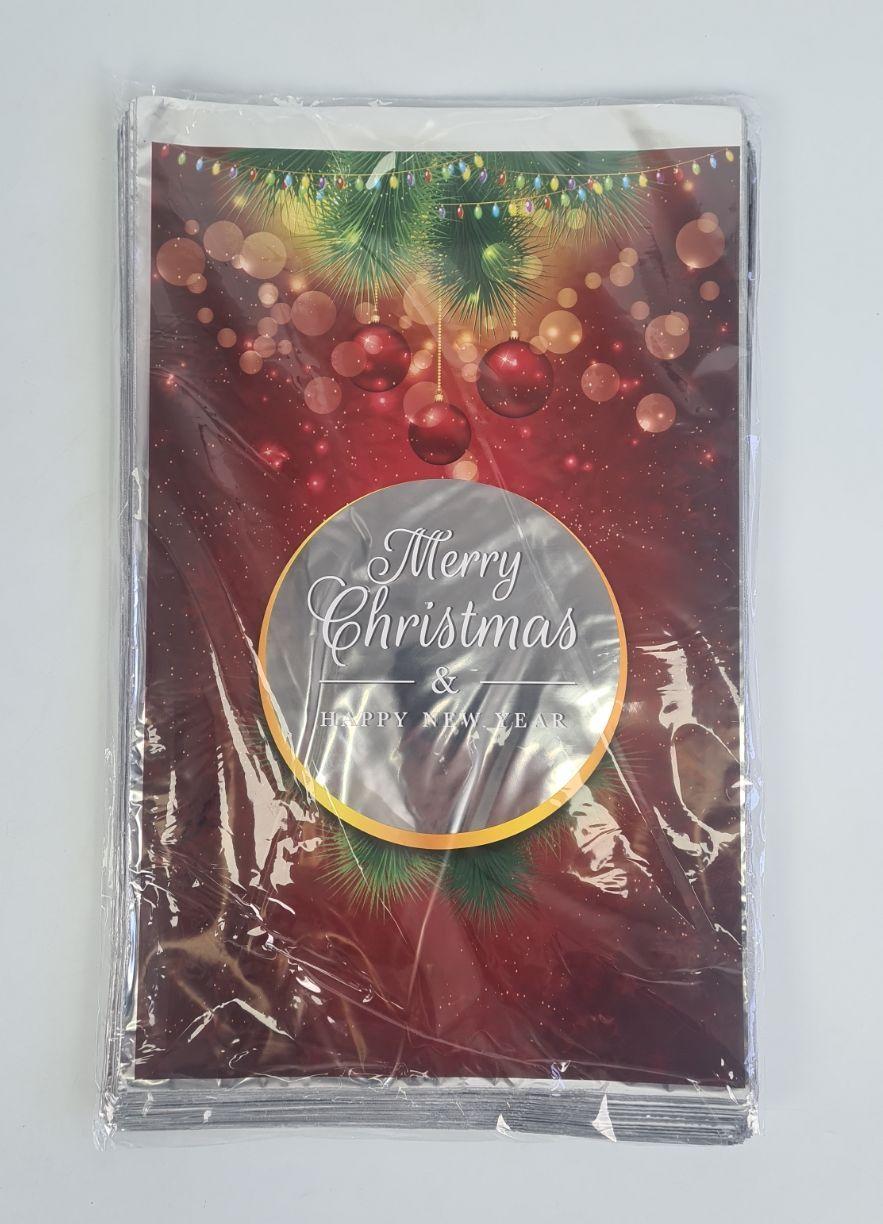 Merry
Christmas
&
HAPPY NEW YEAR